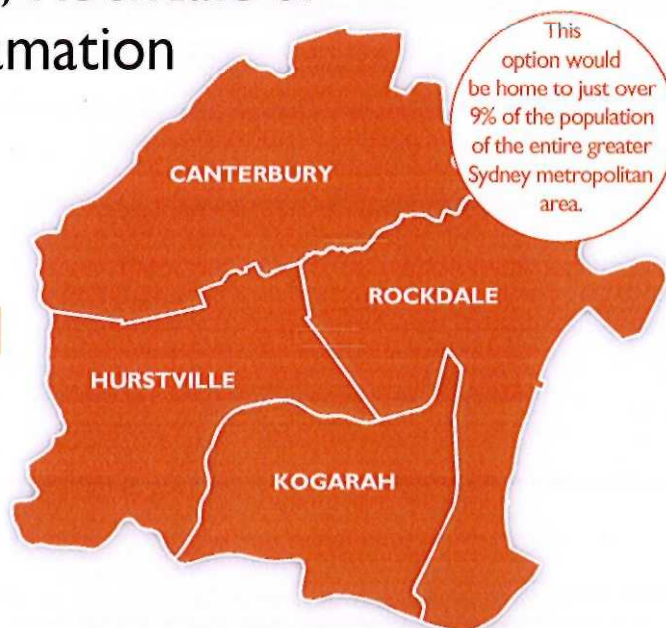 amation
This
option would
be home to just over
9% of the population
of the entire greater
Sydney metropolitan
area.
CANTERBURY
ROCKDALE
HURSTVILLE
KOGARAH